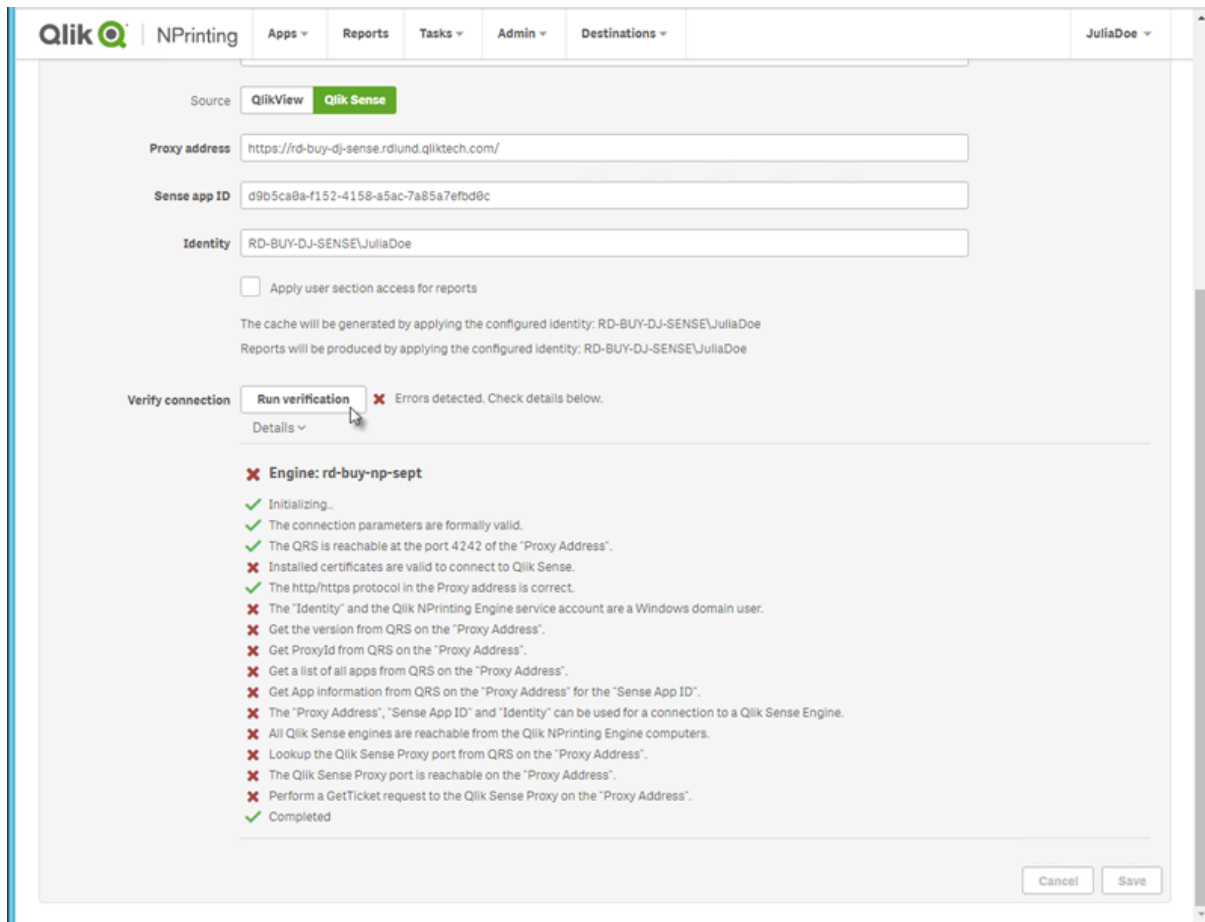 Qlik NPrinting Apps Reports Tasks Admin Destinations JuliaDoe
Source QlikView Qlik Sense
Proxy address https://rd-buy-dj-sense.rdlund.qliktech.com/
Sense app ID d9b5ca0a-f152-4158-a5ac-7a85a7efbd0c
Identity RD-BUY-DJ-SENSE\JuliaDoe
Apply user section access for reports
The cache will be generated by applying the configured identity: RD-BUY-DJ-SENSE\JuliaDoe
Reports will be produced by applying the configured identity: RD-BUY-DJ-SENSE\JuliaDoe
Verify connection Run verification Errors detected. Check details below.
Details
Engine: rd-buy-np-sept
Initializing..
The connection parameters are formally valid.
The QRS is reachable at the port 4242 of the "Proxy Address".
Installed certificates are valid to connect to Qlik Sense.
The http/https protocol in the Proxy address is correct.
The "Identity" and the Qlik NPrinting Engine service account are a Windows domain user.
Get the version from QRS on the "Proxy Address".
Get ProxyId from QRS on the "Proxy Address".
Get a list of all apps from QRS on the "Proxy Address".
Get App information from QRS on the "Proxy Address" for the "Sense App ID".
The "Proxy Address", "Sense App ID" and "Identity" can be used for a connection to a Qlik Sense Engine.
All Qlik Sense engines are reachable from the Qlik NPrinting Engine computers.
Lookup the Qlik Sense Proxy port from QRS on the "Proxy Address".
The Qlik Sense Proxy port is reachable on the "Proxy Address".
Perform a GetTicket request to the Qlik Sense Proxy on the "Proxy Address".
Completed
Cancel Save